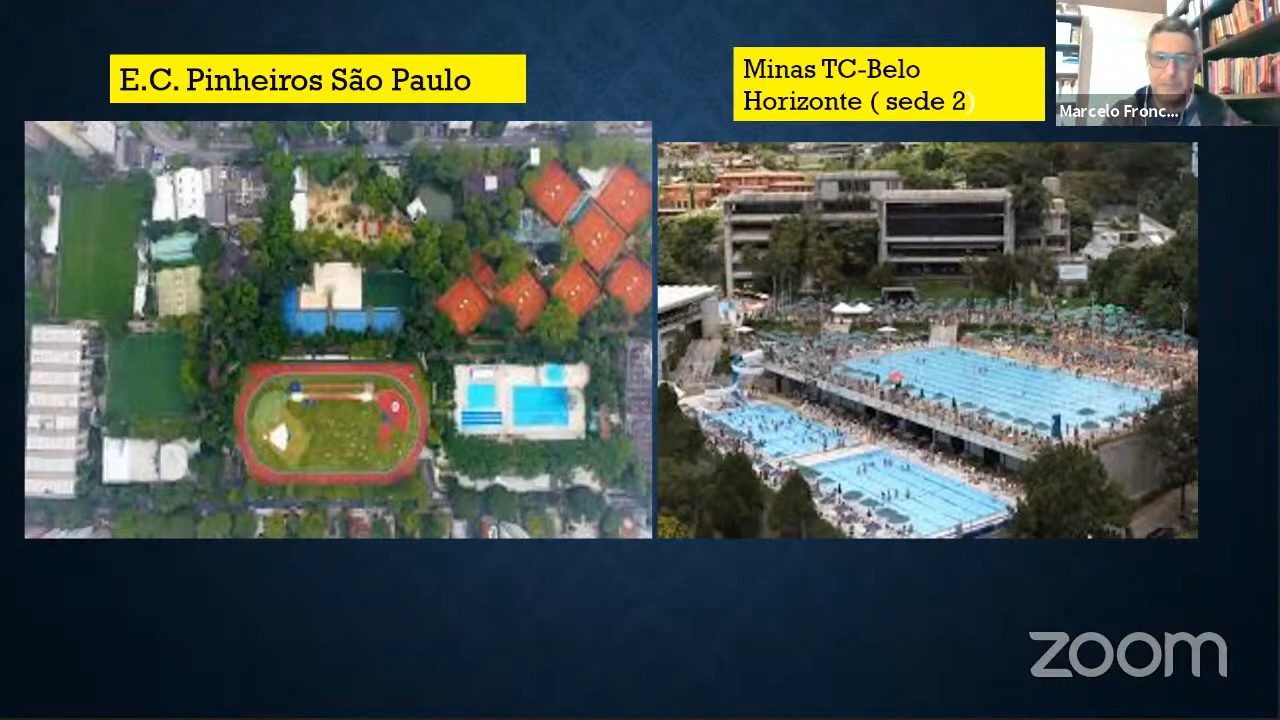 E.C. Pinheiros São Paulo
Minas TC-Belo
Horizonte ( sede 2)
Marcelo Fronc...
zoom